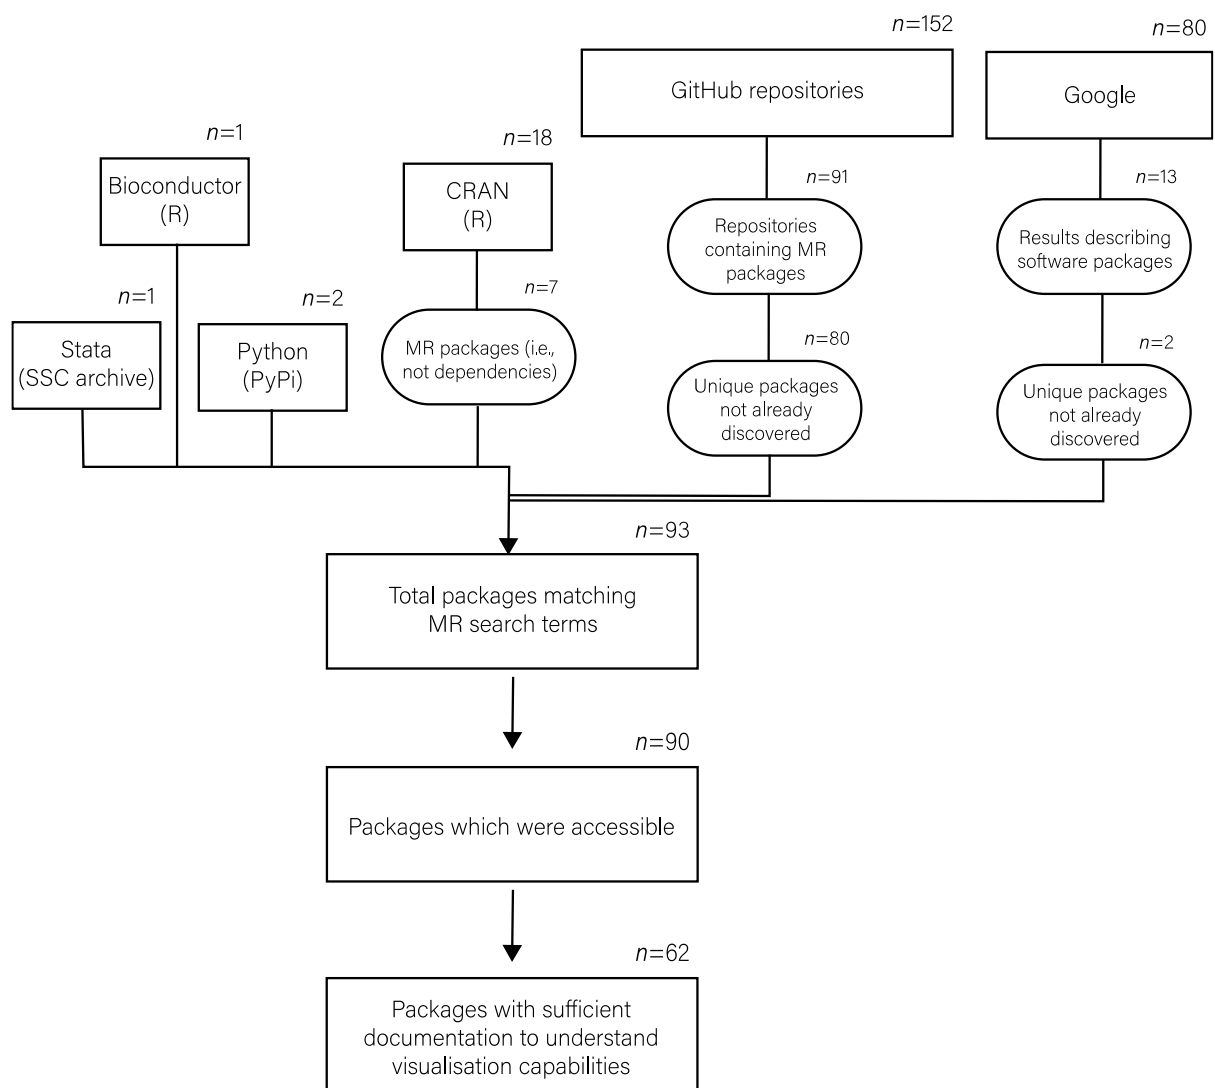 n=152
GitHub repositories
n=80
Google
n=1
Bioconductor
(R)
n=18
CRAN
(R)
n=91
Repositories
containing MR
packages
n=13
Results describing
software packages
n=1
Stata
(SSC archive)
n=2
Python
(PyPi)
n=7
MR packages (i.e.,
not dependencies)
n=80
Unique packages
not already
discovered
n=2
Unique packages
not already
discovered
n=93
Total packages matching
MR search terms
n=90
Packages which were accessible
n=62
Packages with sufficient
documentation to understand
visualisation capabilities